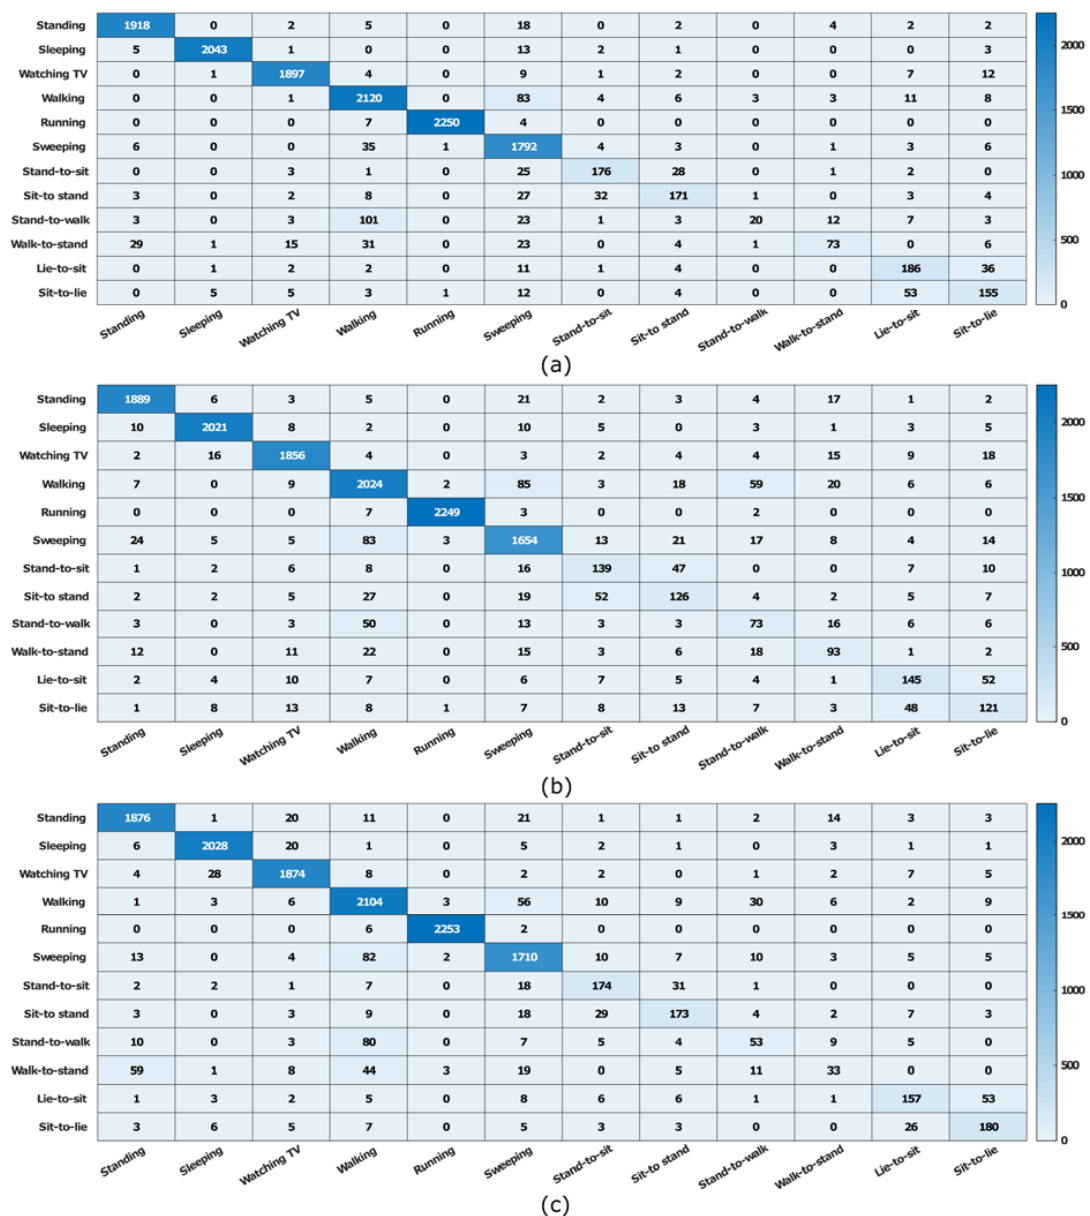 Standing 1918 0 2 5 0 18 0 2 0 4 2 2
Sleeping 5 2043 1 0 0 13 2 1 0 0 0 3
Watching TV 0 1 1897 4 0 9 1 2 0 0 7 12
Walking 0 0 1 2120 0 83 4 6 3 3 11 8
Running 0 0 0 7 2250 4 0 0 0 0 0 0
Sweeping 6 0 0 35 1 1792 4 3 0 1 3 6
Stand-to-sit 0 0 3 1 0 25 176 28 0 1 2 0
Sit-to stand 3 0 2 8 0 27 32 171 1 0 3 4
Stand-to-walk 3 0 3 101 0 23 1 3 20 12 7 3
Walk-to-stand 29 1 15 31 0 23 0 4 1 73 0 6
Lie-to-sit 0 1 2 2 0 11 1 4 0 0 186 36
Sit-to-lie 0 5 5 3 1 12 0 4 0 0 53 155
Standing Sleeping Watching TV Walking Running Sweeping Stand-to-sit Sit-to stand Stand-to-walk Walk-to-stand Lie-to-sit Sit-to-lie
2000
1500
1000
500
0
(a)
Standing 1889 6 3 5 0 21 2 3 4 17 1 2
Sleeping 10 2021 8 2 0 10 5 0 3 1 3 5
Watching TV 2 16 1856 4 0 3 2 4 4 15 9 18
Walking 7 0 9 2024 2 85 3 18 59 20 6 6
Running 0 0 0 7 2249 3 0 0 2 0 0 0
Sweeping 24 5 5 83 3 1654 13 21 17 8 4 14
Stand-to-sit 1 2 6 8 0 16 139 47 0 0 7 10
Sit-to stand 2 2 5 27 0 19 52 126 4 2 5 7
Stand-to-walk 3 0 3 50 0 13 3 3 73 16 6 6
Walk-to-stand 12 0 11 22 0 15 3 6 18 93 1 2
Lie-to-sit 2 4 10 7 0 6 7 5 4 1 145 52
Sit-to-lie 1 8 13 8 1 7 8 13 7 3 48 121
Standing Sleeping Watching TV Walking Running Sweeping Stand-to-sit Sit-to stand Stand-to-walk Walk-to-stand Lie-to-sit Sit-to-lie
2000
1500
1000
500
0
(b)
Standing 1876 1 20 11 0 21 1 1 2 14 3 3
Sleeping 6 2028 20 1 0 5 2 1 0 3 1 1
Watching TV 4 28 1874 8 0 2 2 0 1 2 7 5
Walking 1 3 6 2104 3 56 10 9 30 6 2 9
Running 0 0 0 6 2253 2 0 0 0 0 0 0
Sweeping 13 0 4 82 2 1710 10 7 10 3 5 5
Stand-to-sit 2 2 1 7 0 18 174 31 1 0 0 0
Sit-to stand 3 0 3 9 0 18 29 173 4 2 7 3
Stand-to-walk 10 0 3 80 0 7 5 4 53 9 5 0
Walk-to-stand 59 1 8 44 3 19 0 5 11 33 0 0
Lie-to-sit 1 3 2 5 0 8 6 6 1 1 157 53
Sit-to-lie 3 6 5 7 0 5 3 3 0 0 26 180
Standing Sleeping Watching TV Walking Running Sweeping Stand-to-sit Sit-to stand Stand-to-walk Walk-to-stand Lie-to-sit Sit-to-lie
2000
1500
1000
500
0
(c)